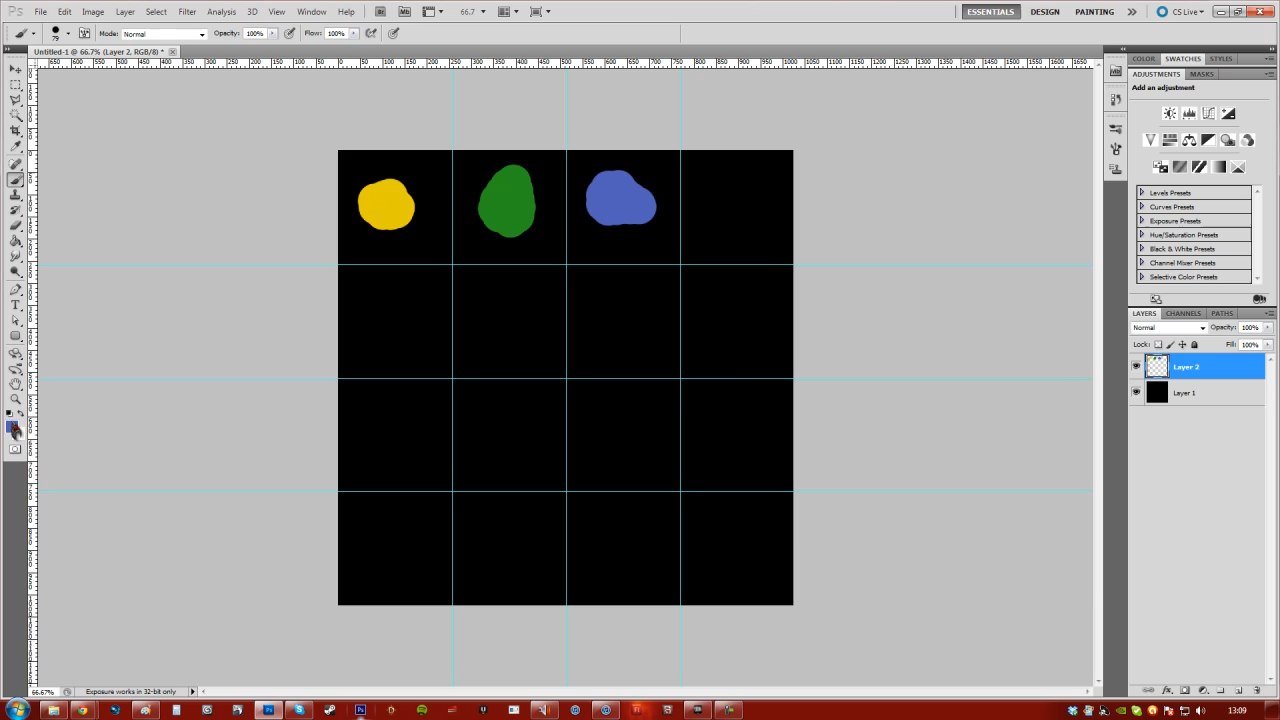 Ps File Edit Image Layer Select Filter Analysis 3D View Window Help Br Mb 66.7 ESSENTIALS DESIGN PAINTING CS Live
79 Mode: Normal Opacity: 100% Flow: 100%
Untitled-1 @ 66.7% (Layer 2, RGB/8) *
COLOR SWATCHES STYLES
ADJUSTMENTS MASKS
Add an adjustment
Levels Presets
Curves Presets
Exposure Presets
Hue/Saturation Presets
Black & White Presets
Channel Mixer Presets
Selective Color Presets
LAYERS CHANNELS PATHS
Normal Opacity: 100%
Lock: Fill: 100%
Layer 2
Layer 1
66.67% Exposure works in 32-bit only
13:09